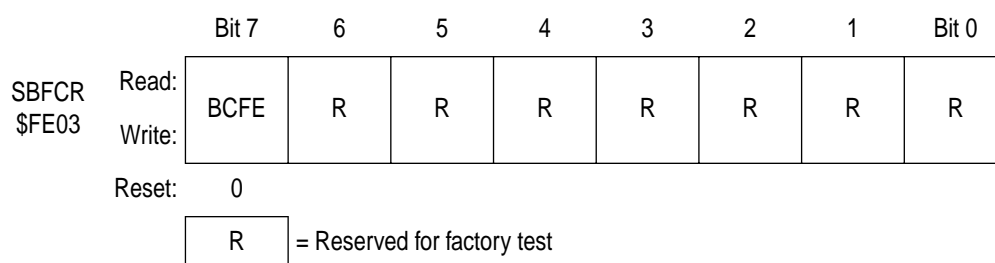 Bit 7 6 5 4 3 2 1 Bit 0
SBFCR Read:
$FE03 Write:
BCFE R R R R R R R
Reset: 0
R = Reserved for factory test